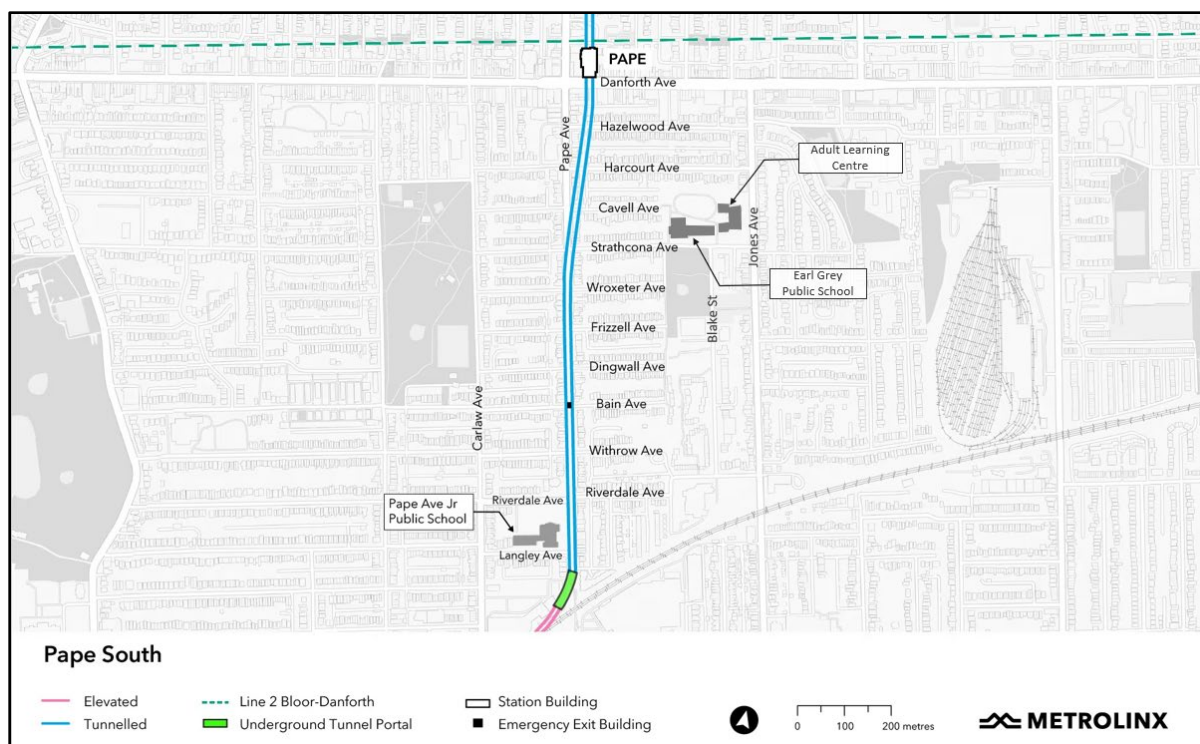 PAPE
Danforth Ave
Pape Ave
Hazelwood Ave
Adult Learning
Centre
Harcourt Ave
Cavell Ave
Jones Ave
Strathcona Ave
Earl Grey
Public School
Wroxeter Ave
Blake St
Frizzell Ave
Dingwall Ave
Carlaw Ave
Bain Ave
Withrow Ave
Riverdale Ave
Pape Ave Jr
Public School
Riverdale Ave
Langley Ave
Pape South
Elevated
Line 2 Bloor-Danforth
Station Building
Tunnelled
Underground Tunnel Portal
Emergency Exit Building
0 100 200 metres
METROLINX